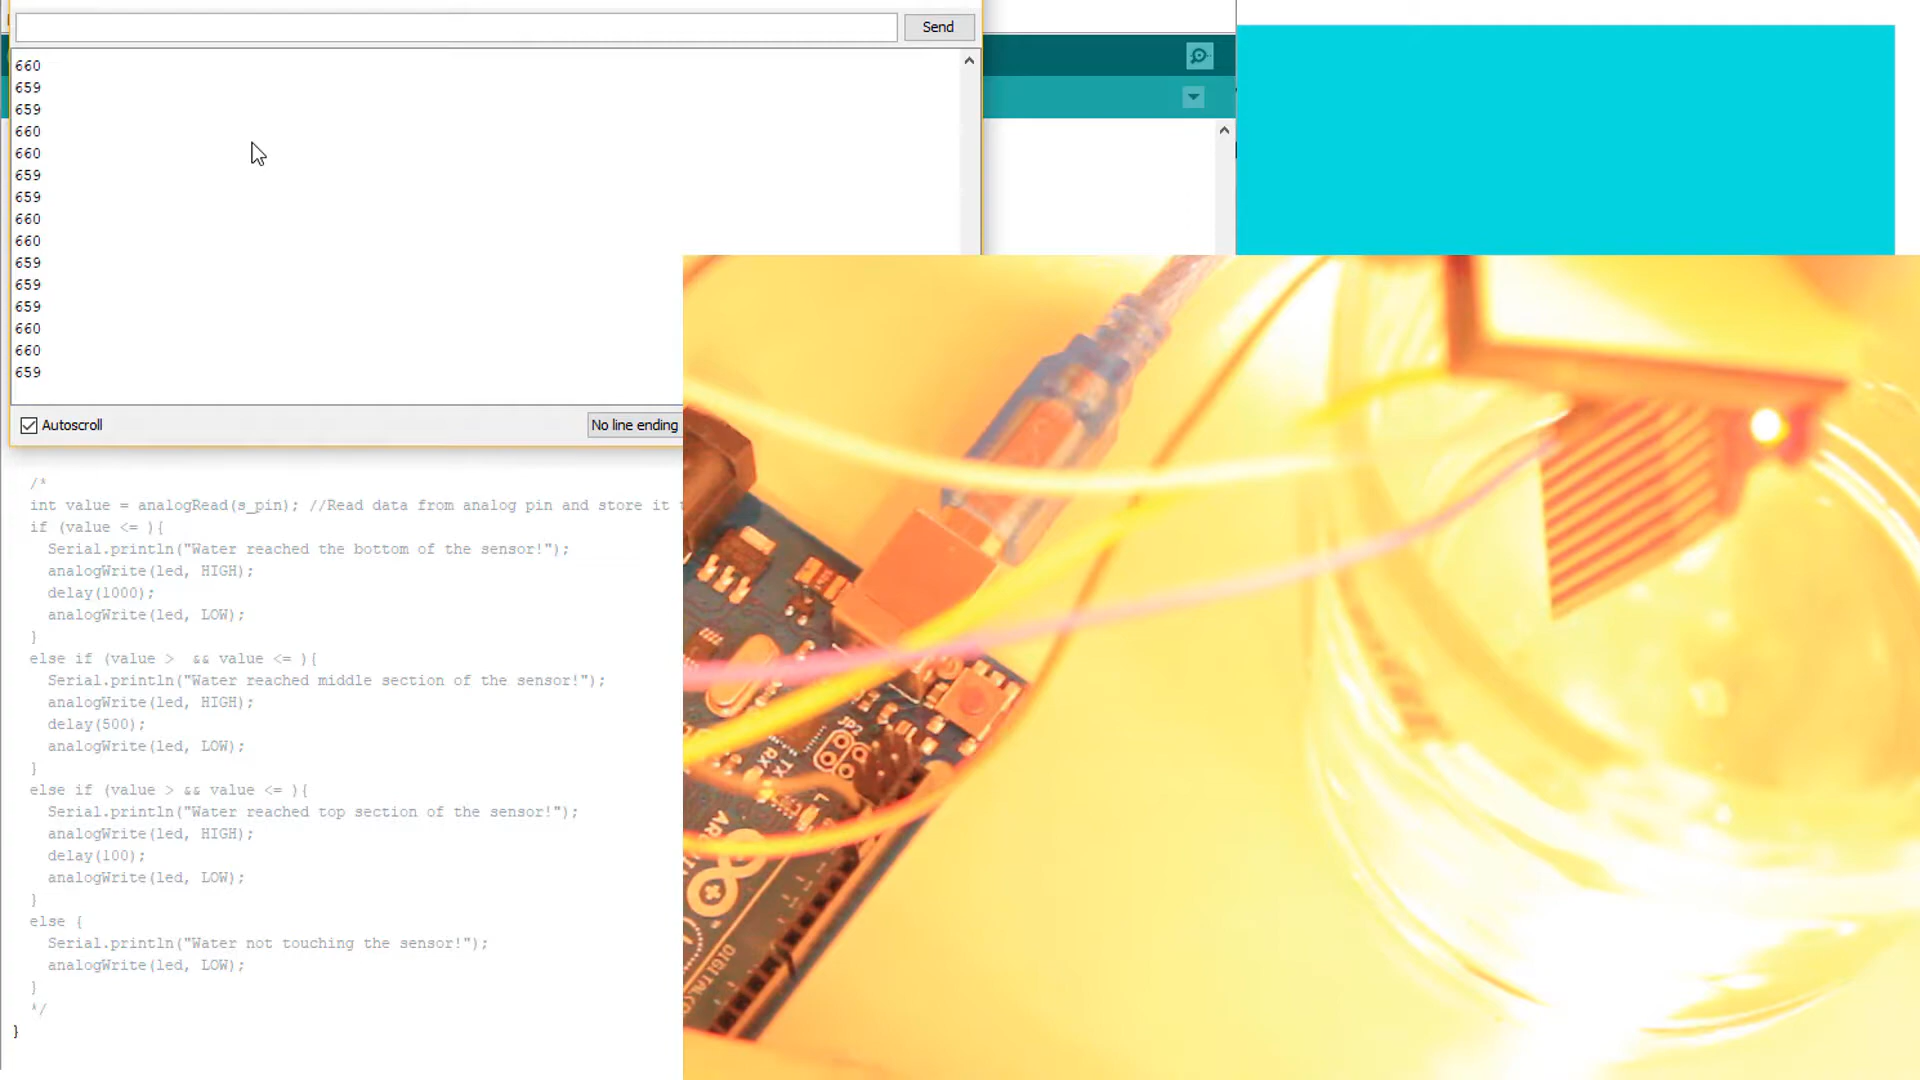 Send
660
659
659
660
660
659
659
660
660
659
659
659
660
660
659
Autoscroll
No line ending
/*
int value = analogRead(s_pin); //Read data from analog pin and store it
if (value <= ){
Serial.println("Water reached the bottom of the sensor!");
analogWrite(led, HIGH);
delay(1000);
analogWrite(led, LOW);
}
else if (value >  && value <= ){
Serial.println("Water reached middle section of the sensor!");
analogWrite(led, HIGH);
delay(500);
analogWrite(led, LOW);
}
else if (value > && value <= ){
Serial.println("Water reached top section of the sensor!");
analogWrite(led, HIGH);
delay(100);
analogWrite(led, LOW);
}
else {
Serial.println("Water not touching the sensor!");
analogWrite(led, LOW);
}
*/
}
JP2
TX
RX
L